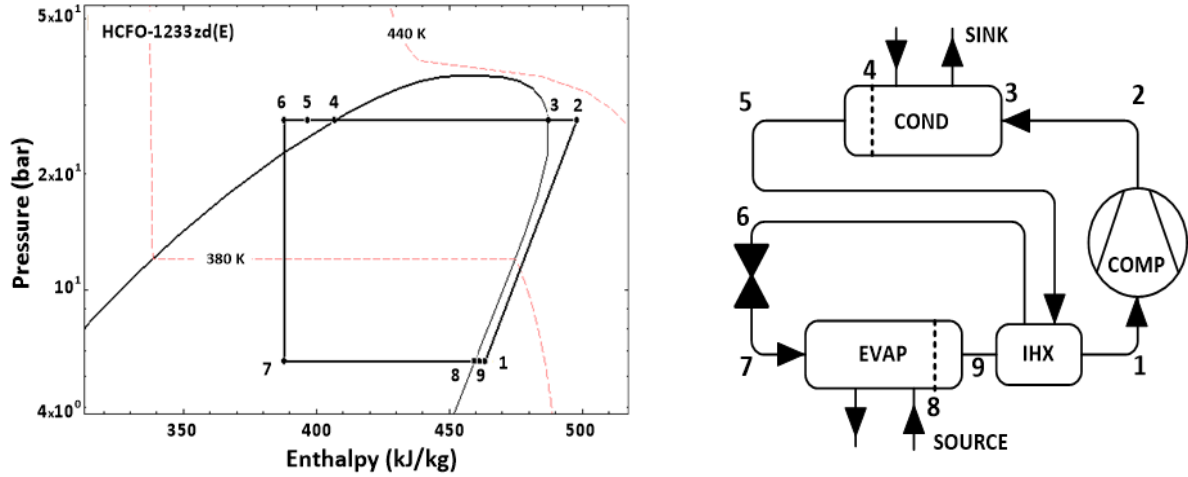 5x10¹
HCFO-1233zd(E)
440 K
6 5 4 3 2
2x10¹
Pressure (bar)
380 K
10¹
7 8 9 1
4x10⁰
350 400 450 500
Enthalpy (kJ/kg)
SINK
4
5 3 2
COND
6
COMP
EVAP IHX
7 9 1
8
SOURCE